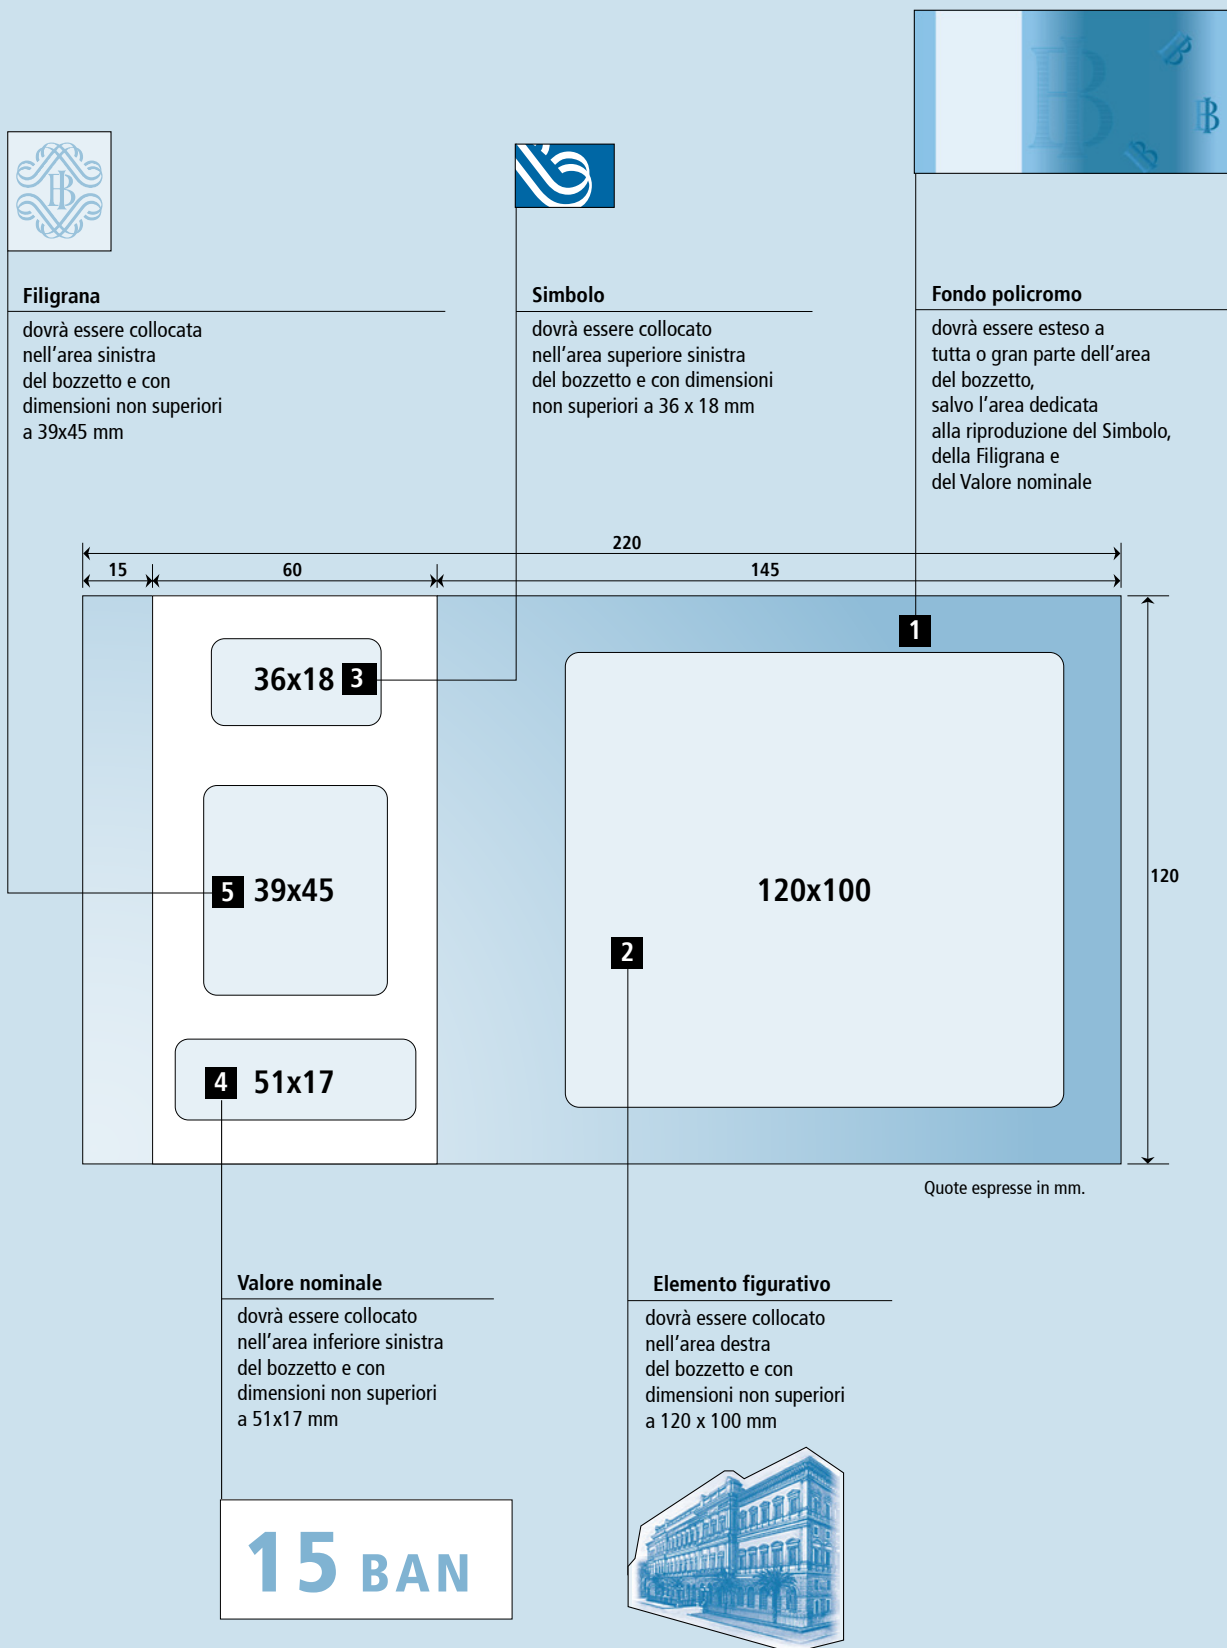 Filigrana
dovrà essere collocata
nell'area sinistra
del bozzetto e con
dimensioni non superiori
a 39x45 mm
Simbolo
dovrà essere collocato
nell'area superiore sinistra
del bozzetto e con dimensioni
non superiori a 36 x 18 mm
Fondo policromo
dovrà essere esteso a
tutta o gran parte dell'area
del bozzetto,
salvo l'area dedicata
alla riproduzione del Simbolo,
della Filigrana e
del Valore nominale
220
15 60 145
1
36x18 3
5 39x45
120x100
120
2
4 51x17
Quote espresse in mm.
Valore nominale
dovrà essere collocato
nell'area inferiore sinistra
del bozzetto e con
dimensioni non superiori
a 51x17 mm
Elemento figurativo
dovrà essere collocato
nell'area destra
del bozzetto e con
dimensioni non superiori
a 120 x 100 mm
15 BAN